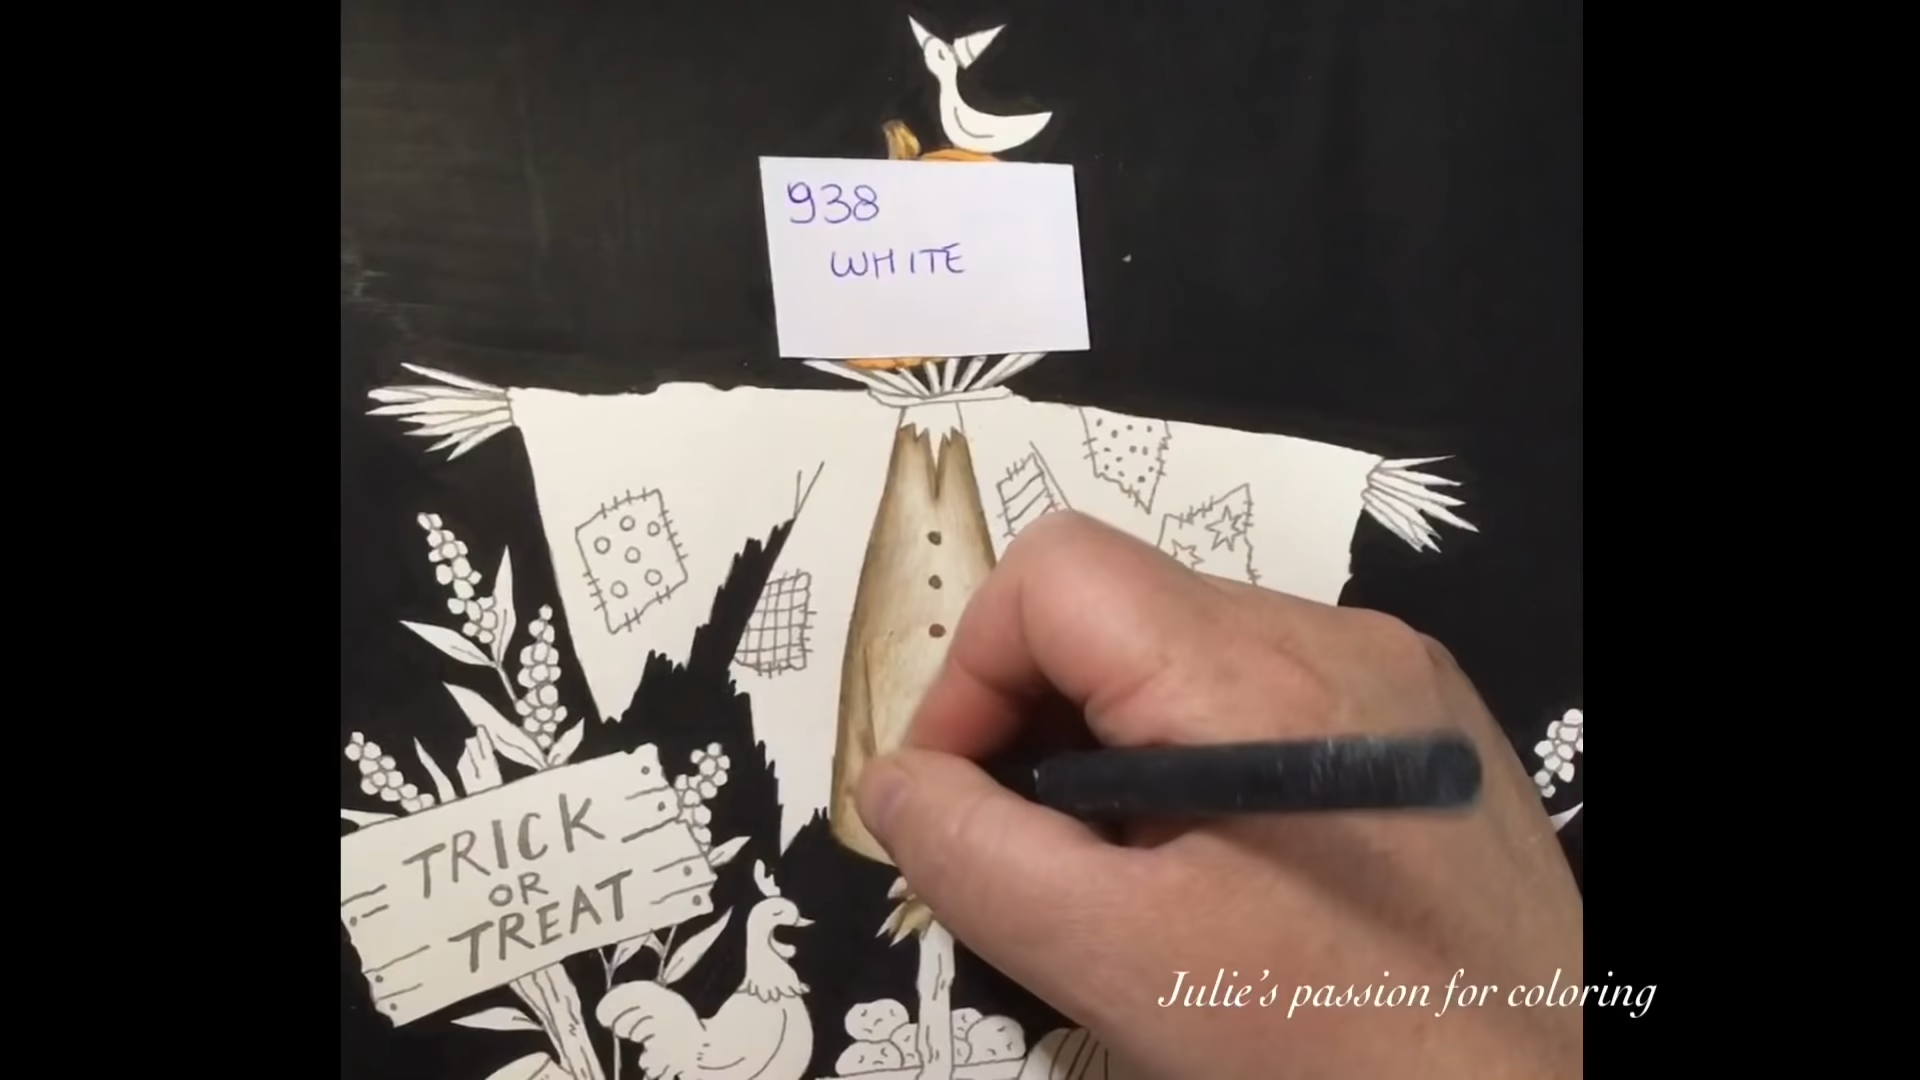 938
WHITE
TRICK
OR
TREAT
Julie's passion for coloring